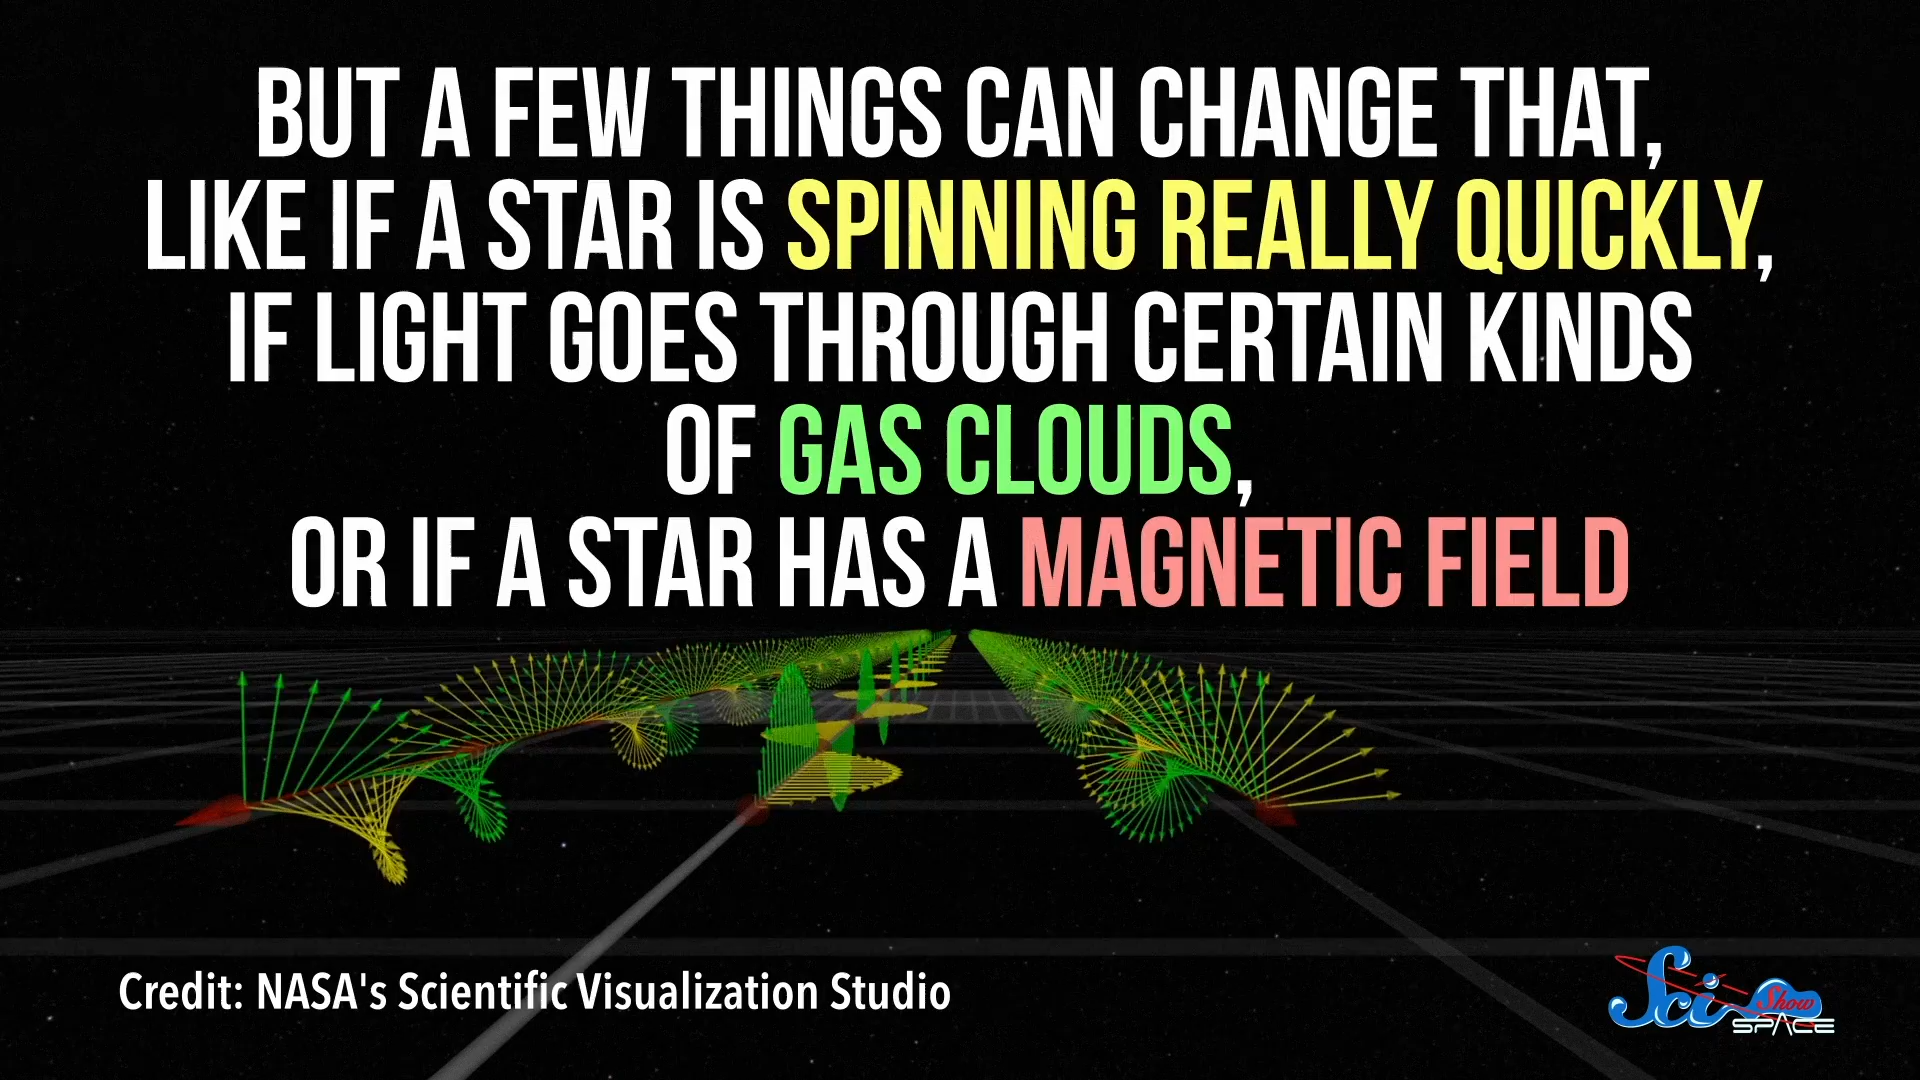 BUT A FEW THINGS CAN CHANGE THAT,
LIKE IF A STAR IS SPINNING REALLY QUICKLY,
IF LIGHT GOES THROUGH CERTAIN KINDS
OF GAS CLOUDS,
OR IF A STAR HAS A MAGNETIC FIELD
Credit: NASA's Scientific Visualization Studio
Sci Show
SPACE